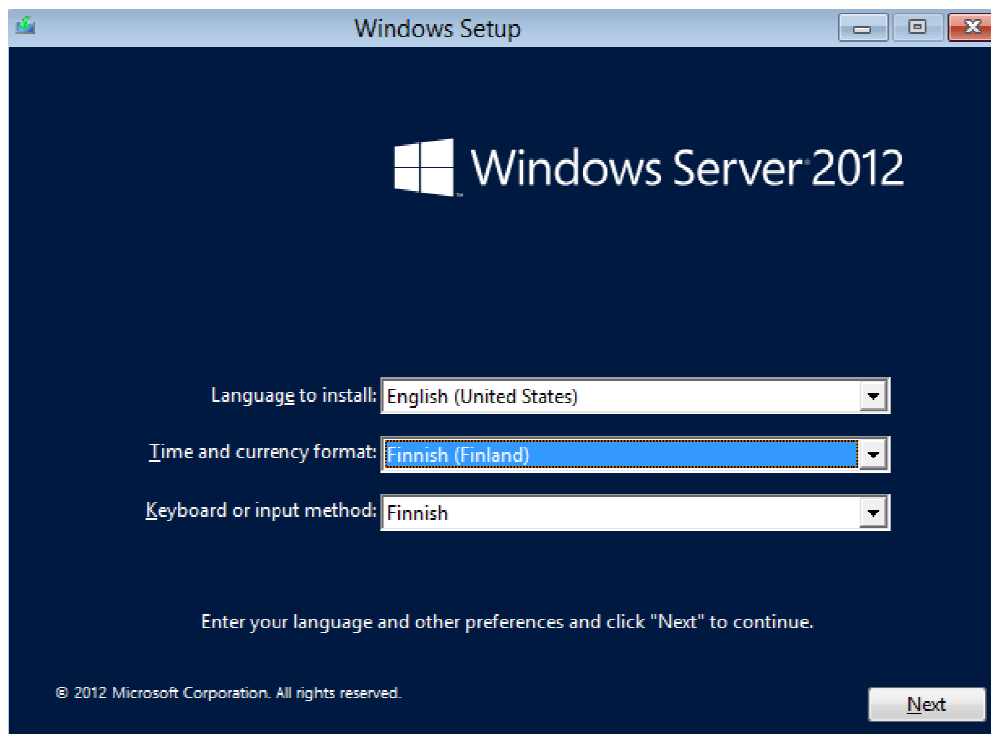 Windows Setup
Windows Server 2012
Language to install: English (United States)
Time and currency format: Finnish (Finland)
Keyboard or input method: Finnish
Enter your language and other preferences and click "Next" to continue.
© 2012 Microsoft Corporation. All rights reserved.
Next